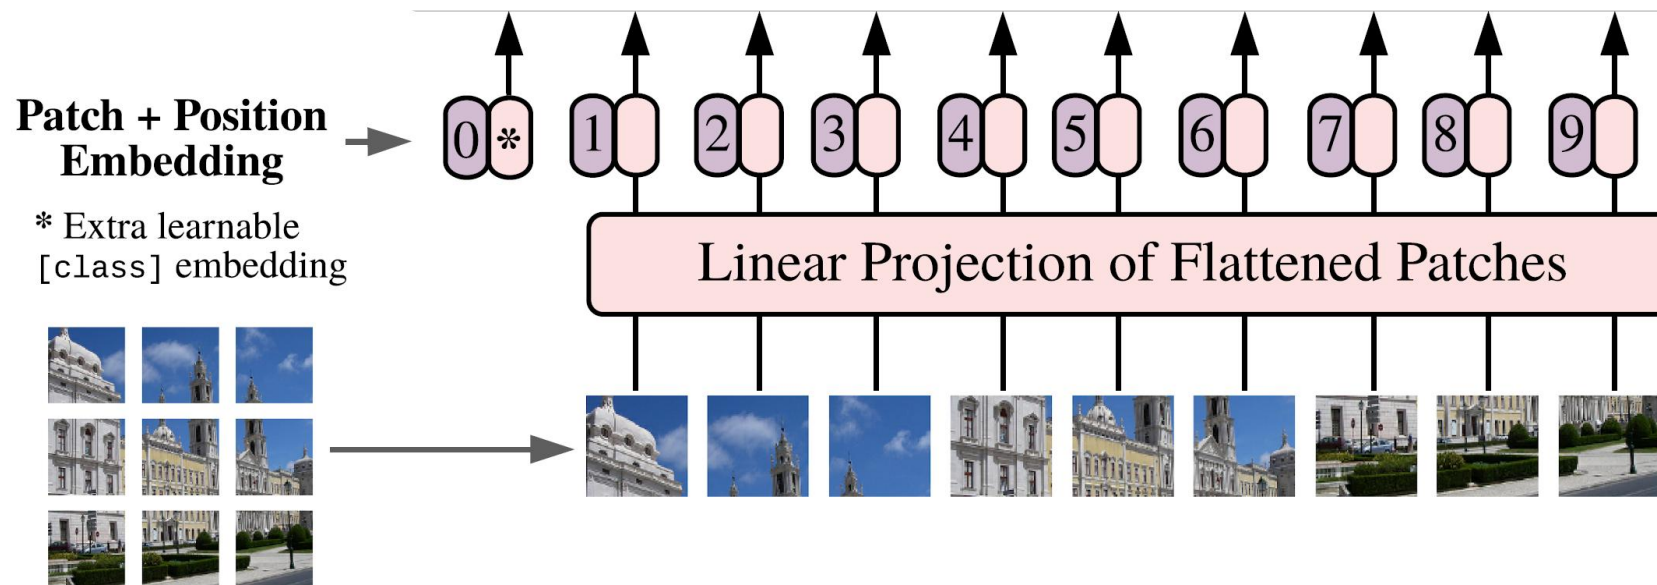 Patch + Position
Embedding
0 * 1 2 3 4 5 6 7 8 9
* Extra learnable
[class] embedding
Linear Projection of Flattened Patches